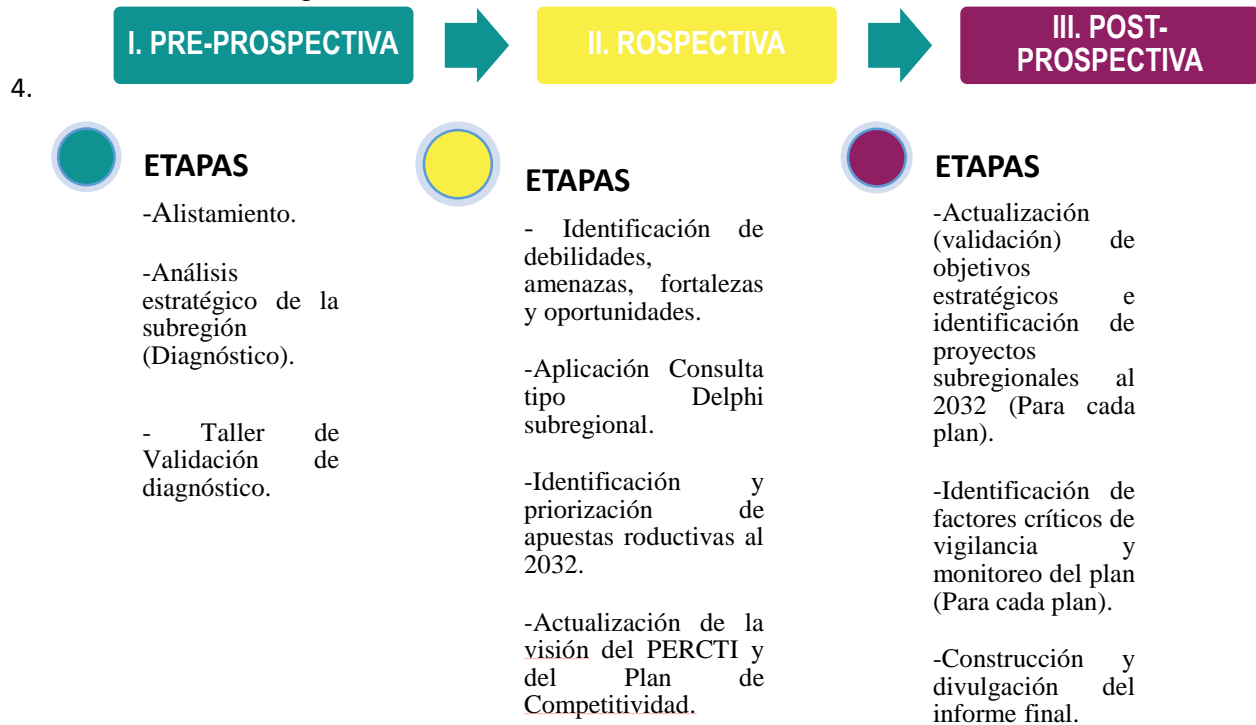 I. PRE-PROSPECTIVA
II. ROSPECTIVA
III. POST-
PROSPECTIVA
4.
ETAPAS
-Alistamiento.
-Análisis
estratégico de la
subregión
(Diagnóstico).
- Taller de
Validación de
diagnóstico.
ETAPAS
- Identificación de
debilidades,
amenazas, fortalezas
y oportunidades.
-Aplicación Consulta
tipo Delphi
subregional.
-Identificación y
priorización de
apuestas roductivas al
2032.
-Actualización de la
visión del PERCTI y
del Plan de
Competitividad.
ETAPAS
-Actualización
(validación) de
objetivos
estratégicos e
identificación de
proyectos
subregionales al
2032 (Para cada
plan).
-Identificación de
factores críticos de
vigilancia y
monitoreo del plan
(Para cada plan).
-Construcción y
divulgación del
informe final.